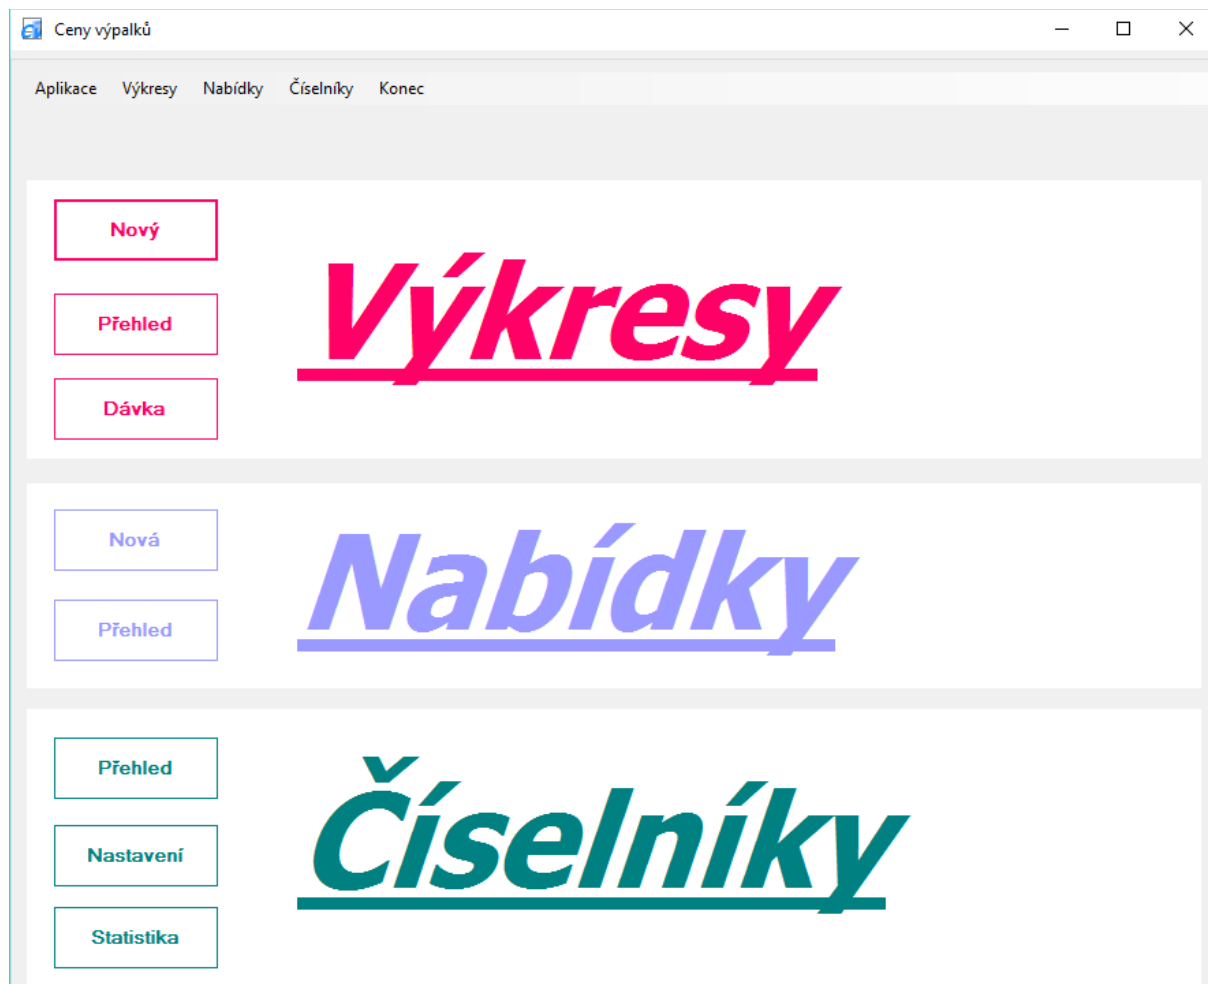 Ceny výpalků
Aplikace Výkresy Nabídky Číselníky Konec
Nový
Přehled
Dávka
Výkresy
Nová
Přehled
Nabídky
Přehled
Nastavení
Statistika
Číselníky